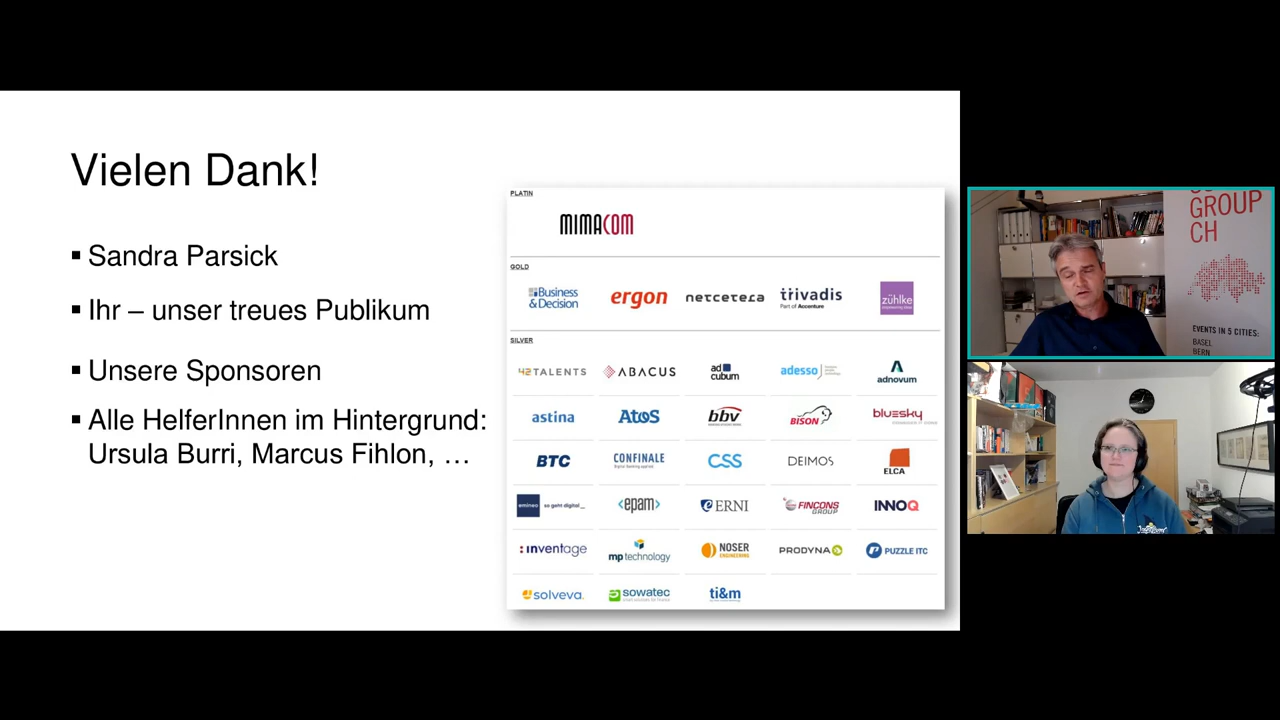 Vielen Dank!
Sandra Parsick
Ihr – unser treues Publikum
Unsere Sponsoren
Alle HelferInnen im Hintergrund:
Ursula Burri, Marcus Fihlon, …
PLATIN
MIMACOM
GOLD
Business & Decision
ergon
netcetera
trivadis
Part of Accenture
zühlke
SILVER
42TALENTS
ABACUS
ad cubum
adesso
adnovum
astina
Atos
bbv
BISON
bluesky
BTC
CONFINALE
CSS
DEIMOS
ELCA
emineo so geht digital_
<epam>
ERNI
FINCONS GROUP
INNOQ
:inventage
mp technology
NOSER ENGINEERING
PRODYNA
PUZZLE ITC
solveva.
sowatec
ti&m
GROUP
CH
EVENTS IN 5 CITIES:
BASEL
BERN